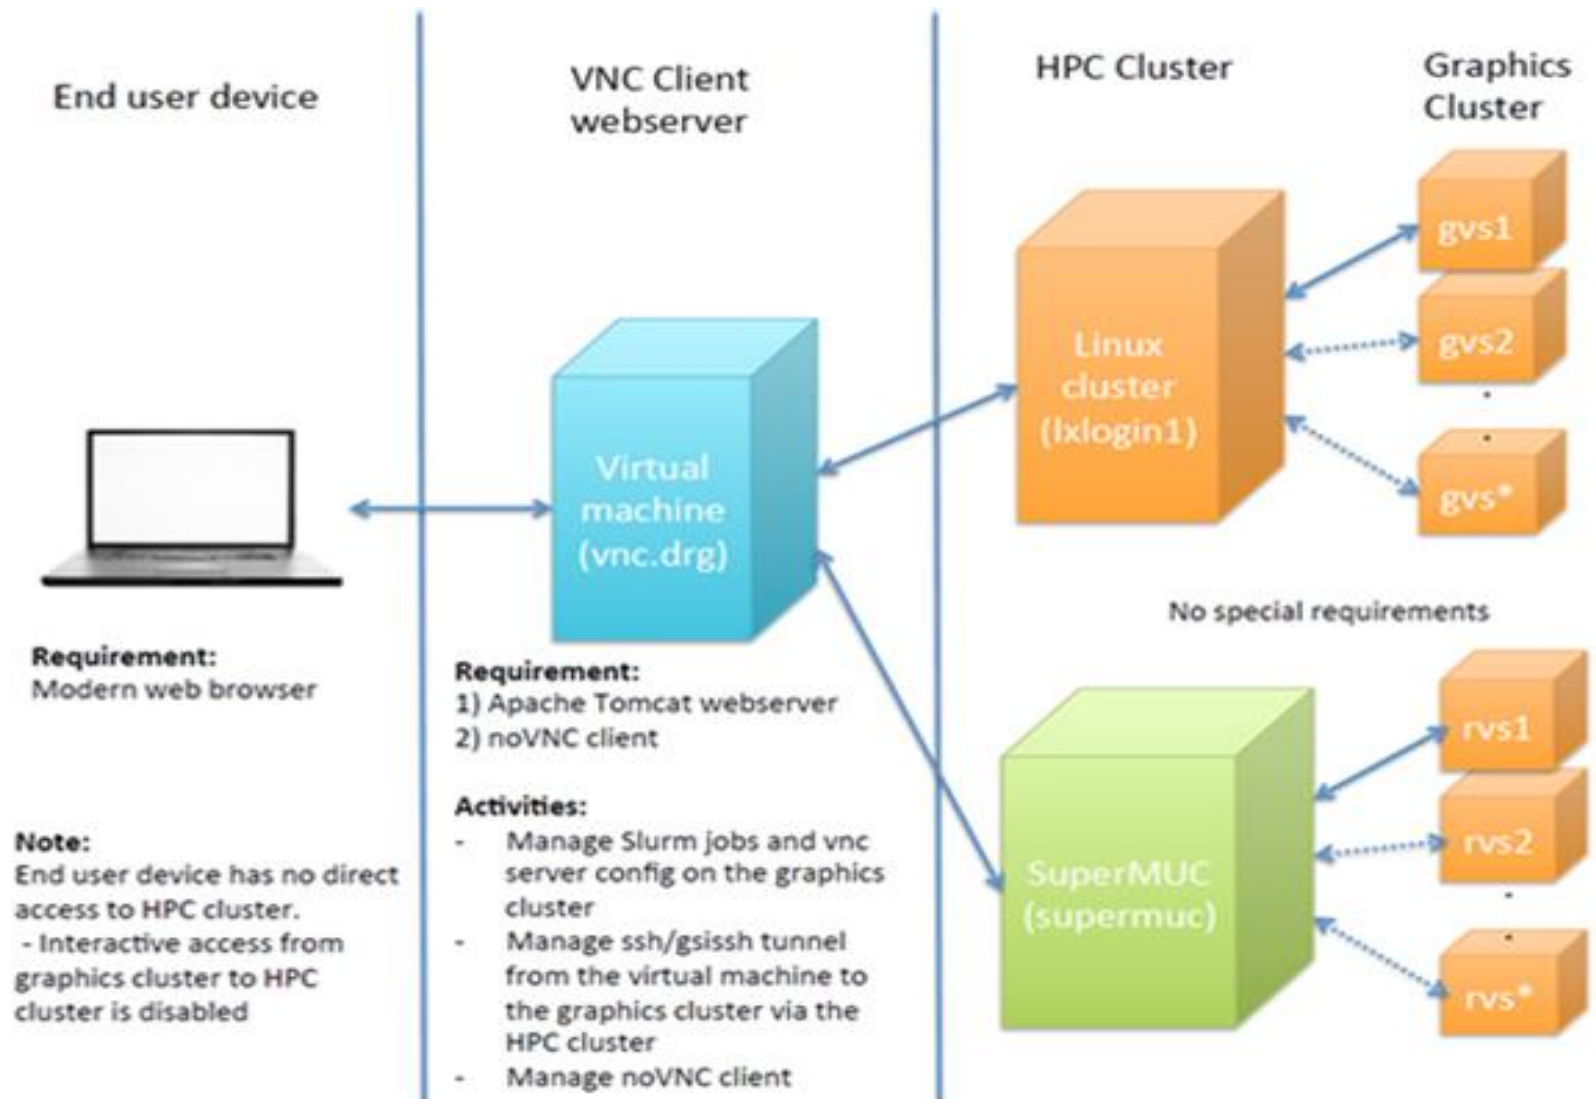 End user device
Requirement:
Modern web browser
Note:
End user device has no direct
access to HPC cluster.
- Interactive access from
graphics cluster to HPC
cluster is disabled
VNC Client
webserver
Virtual
machine
(vnc.drg)
Requirement:
1) Apache Tomcat webserver
2) noVNC client
Activities:
- Manage Slurm jobs and vnc
server config on the graphics
cluster
- Manage ssh/gsissh tunnel
from the virtual machine to
the graphics cluster via the
HPC cluster
- Manage noVNC client
HPC Cluster
Graphics
Cluster
Linux
cluster
(lxlogin1)
gvs1
gvs2
gvs*
No special requirements
SuperMUC
(supermuc)
rvs1
rvs2
rvs*